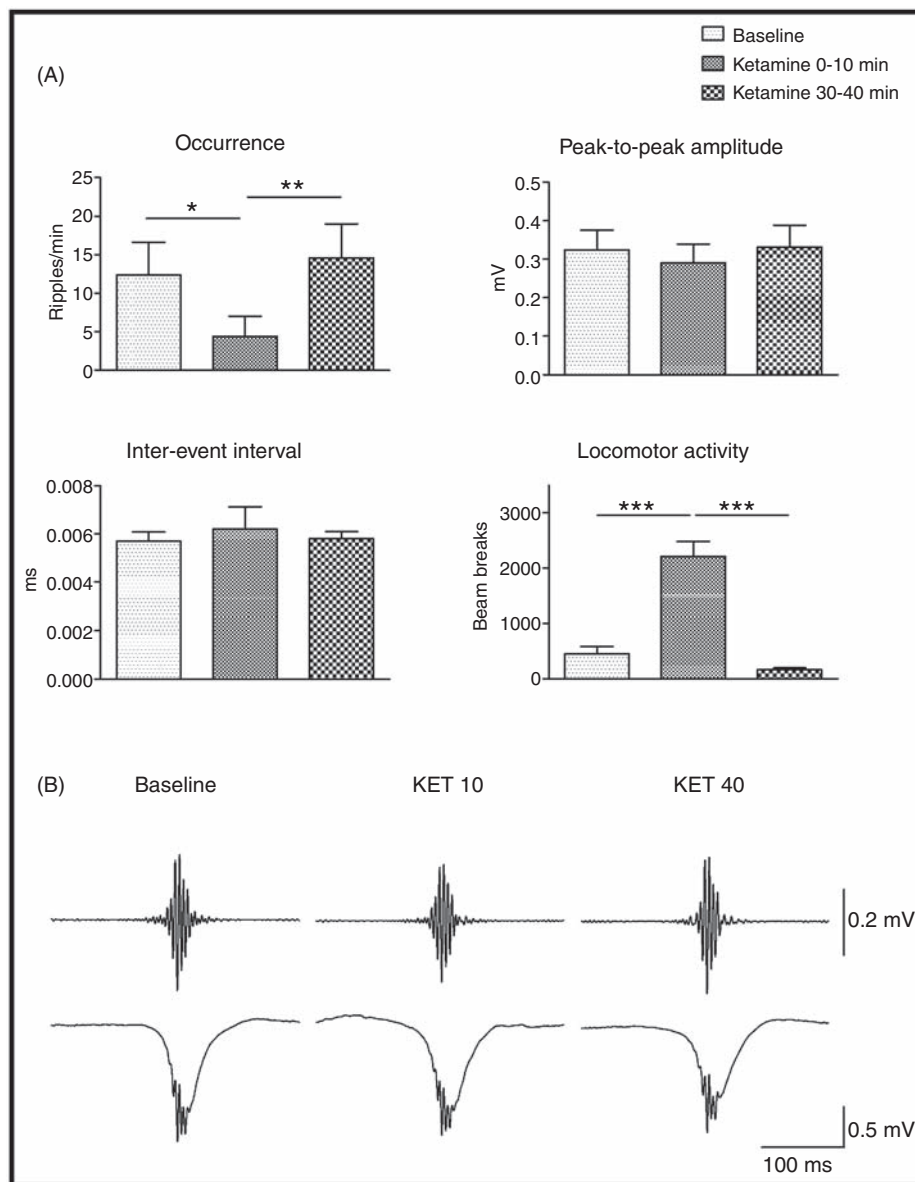 Baseline
Ketamine 0-10 min
Ketamine 30-40 min
(A)
Occurrence
Ripples/min
25
20
15
10
5
0
*
**
Peak-to-peak amplitude
mV
0.5
0.4
0.3
0.2
0.1
0.0
Inter-event interval
ms
0.008
0.006
0.004
0.002
0.000
Locomotor activity
Beam breaks
3000
2000
1000
0
***
***
(B)
Baseline
KET 10
KET 40
0.2 mV
0.5 mV
100 ms